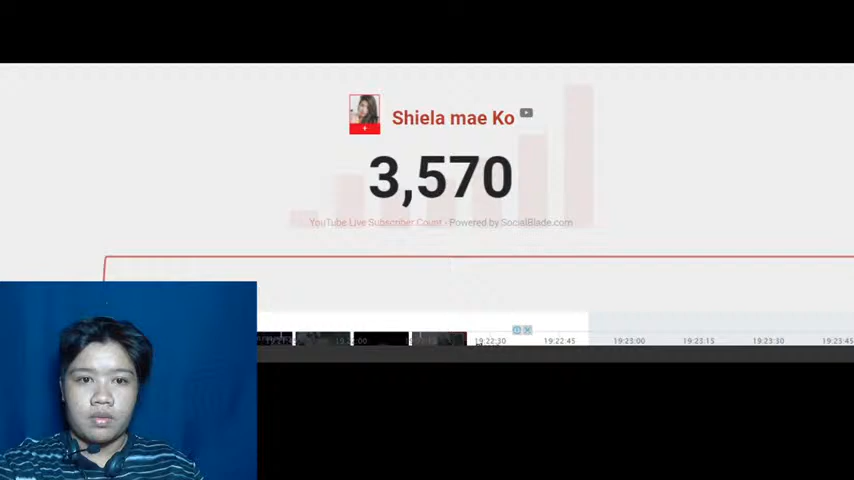 Shiela mae Ko
3,570
YouTube Live Subscriber Count - Powered by SocialBlade.com
19:22:30 19:22:45 19:23:00 19:23:15 19:23:30 19:23:45